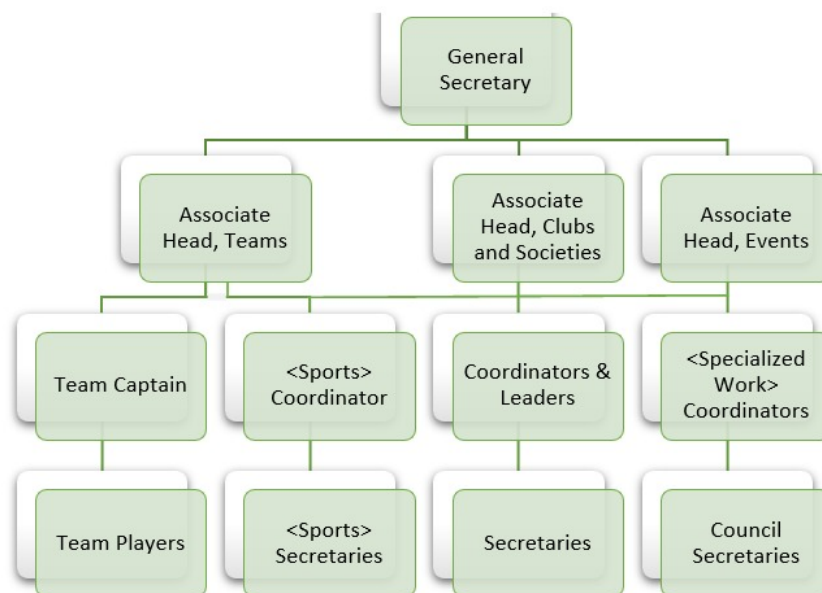 General
Secretary
Associate
Head, Teams
Associate
Head, Clubs
and Societies
Associate
Head, Events
Team Captain
<Sports>
Coordinator
Coordinators &
Leaders
<Specialized
Work>
Coordinators
Team Players
<Sports>
Secretaries
Secretaries
Council
Secretaries